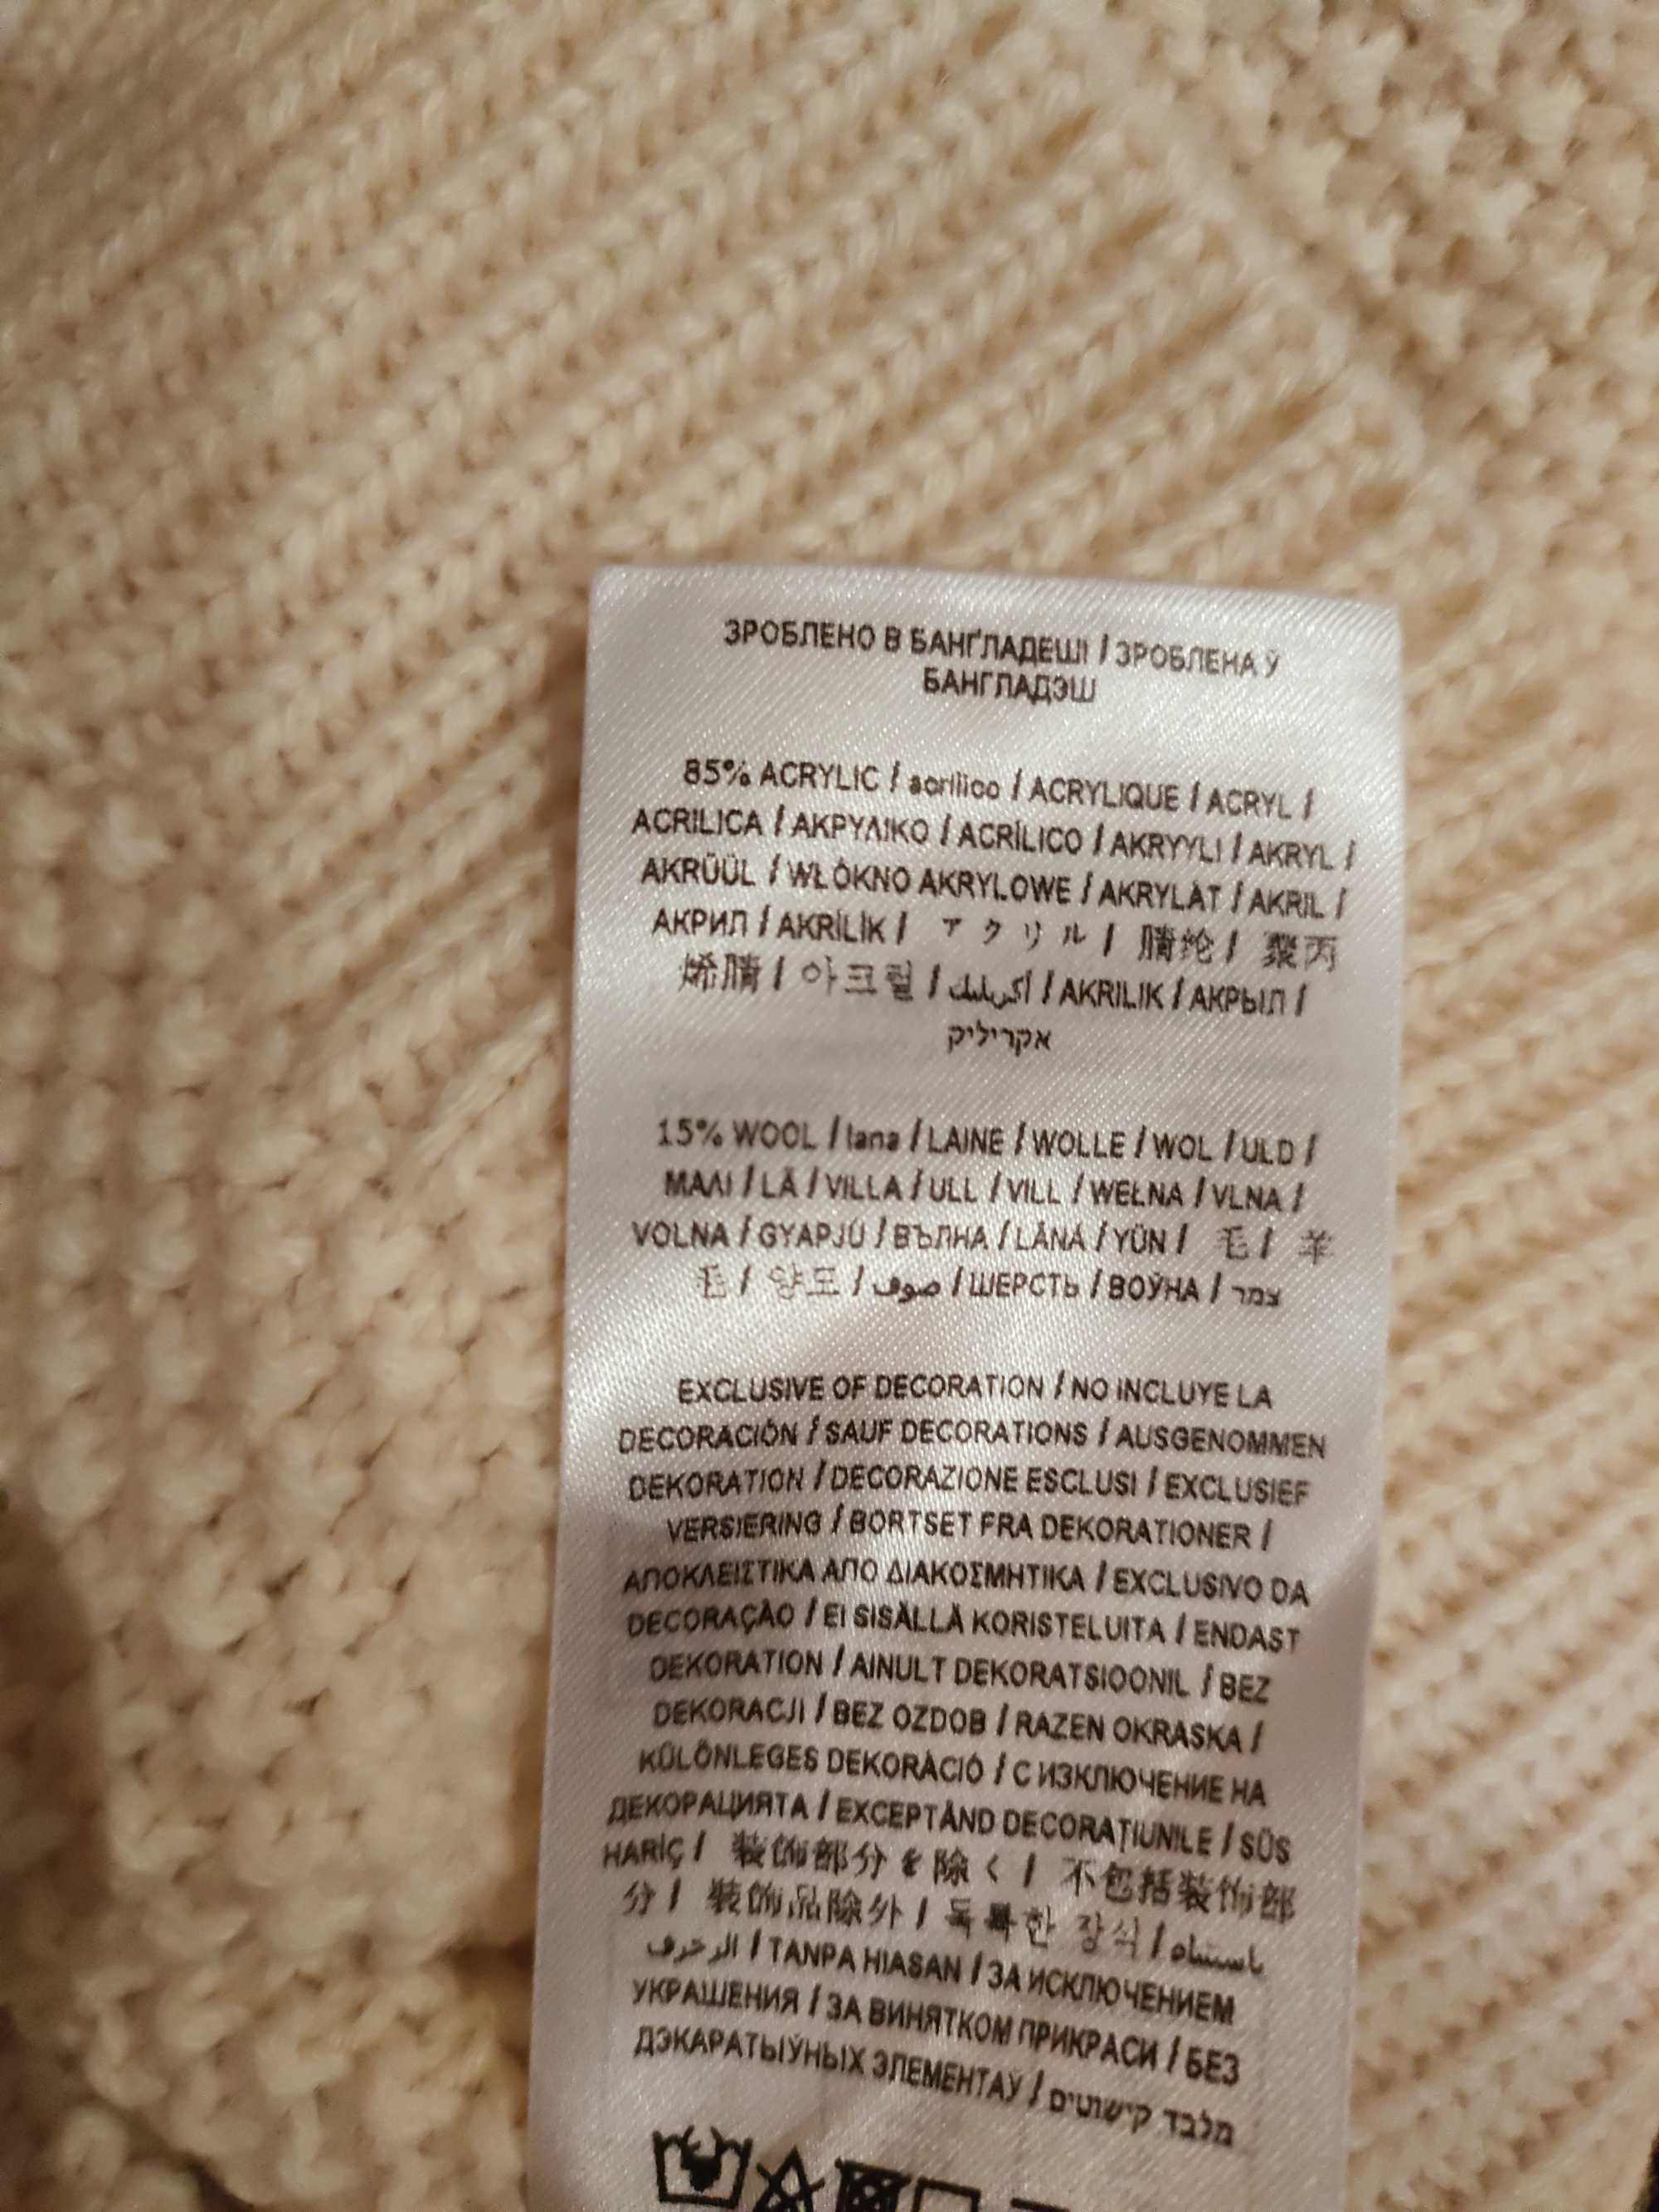 ЗРОБЛЕНО В БАНҐЛАДЕШІ / ЗРОБЛЕНА Ў
БАНГЛАДЭШ
85% ACRYLIC / acrílico / ACRYLIQUE / ACRYL /
ACRILICA / ΑΚΡΥΛΙΚΟ / ACRÍLICO / AKRYYLI / AKRYL /
AKRÜÜL / WŁÓKNO AKRYLOWE / AKRYLÁT / AKRIL /
АКРИЛ / AKRİLİK / アクリル / 腈纶 / 聚丙
烯腈 / 아크릴 / أكريليك / AKRILIK / АКРЫЛ /
אקריליק
15% WOOL / lana / LAINE / WOLLE / WOL / ULD /
ΜΑΛΙ / LÃ / VILLA / ULL / VILL / WEŁNA / VLNA /
VOLNA / GYAPJÚ / ВЪЛНА / LÂNĂ / YÜN / 毛 / 羊
毛 / 양모 / صوف / ШЕРСТЬ / ВОЎНА / צמר
EXCLUSIVE OF DECORATION / NO INCLUYE LA
DECORACIÓN / SAUF DECORATIONS / AUSGENOMMEN
DEKORATION / DECORAZIONE ESCLUSI / EXCLUSIEF
VERSIERING / BORTSET FRA DEKORATIONER /
ΑΠΟΚΛΕΙΣΤΙΚΑ ΑΠΟ ΔΙΑΚΟΣΜΗΤΙΚΑ / EXCLUSIVO DA
DECORAÇÃO / EI SISÄLLÄ KORISTELUITA / ENDAST
DEKORATION / AINULT DEKORATSIOONIL / BEZ
DEKORACJI / BEZ OZDOB / RAZEN OKRASKA /
KÜLÖNLEGES DEKORÁCIÓ / С ИЗКЛЮЧЕНИЕ НА
ДЕКОРАЦИЯТА / EXCEPTÂND DECORAȚIUNILE / SÜS
HARİÇ / 装飾部分を除く / 不包括装饰部
分 / 裝飾品除外 / 독특한 장식 / باستثناء
الزخرف / TANPA HIASAN / ЗА ИСКЛЮЧЕНИЕМ
УКРАШЕНИЯ / ЗА ВИНЯТКОМ ПРИКРАСИ / БЕЗ
ДЭКАРАТЫЎНЫХ ЭЛЕМЕНТАЎ / מלבד קישוטים